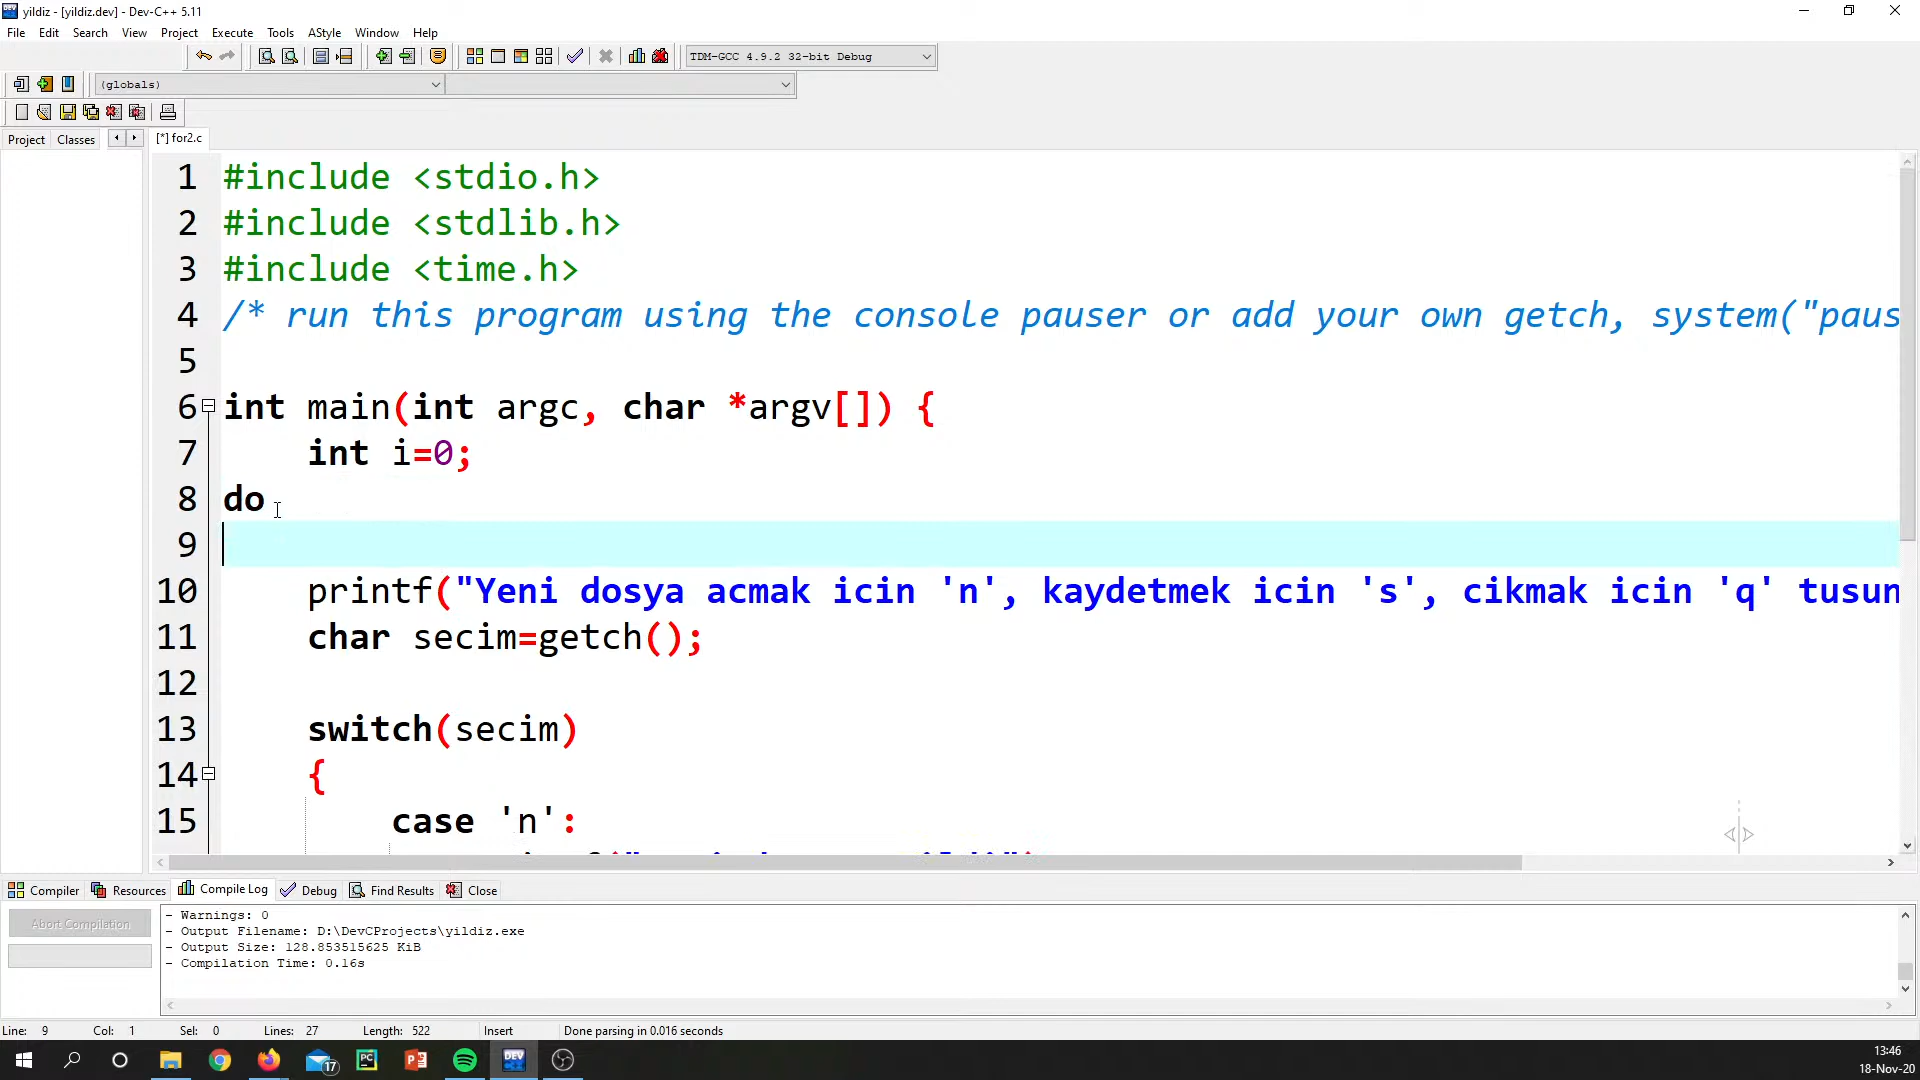 yildiz - [yildiz.dev] - Dev-C++ 5.11
File Edit Search View Project Execute Tools AStyle Window Help
TDM-GCC 4.9.2 32-bit Debug
(globals)
Project Classes
[*] for2.c
1 #include <stdio.h>
2 #include <stdlib.h>
3 #include <time.h>
4 /* run this program using the console pauser or add your own getch, system("paus
5
6 int main(int argc, char *argv[]) {
7 int i=0;
8 do
9
10 printf("Yeni dosya acmak icin 'n', kaydetmek icin 's', cikmak icin 'q' tusun
11 char secim=getch();
12
13 switch(secim)
14 {
15 case 'n':
Compiler Resources Compile Log Debug Find Results Close
Abort Compilation
- Warnings: 0
- Output Filename: D:\DevCProjects\yildiz.exe
- Output Size: 128.853515625 KiB
- Compilation Time: 0.16s
Line: 9 Col: 1 Sel: 0 Lines: 27 Length: 522 Insert Done parsing in 0.016 seconds
17
PC
P
DEV
13:46
18-Nov-20